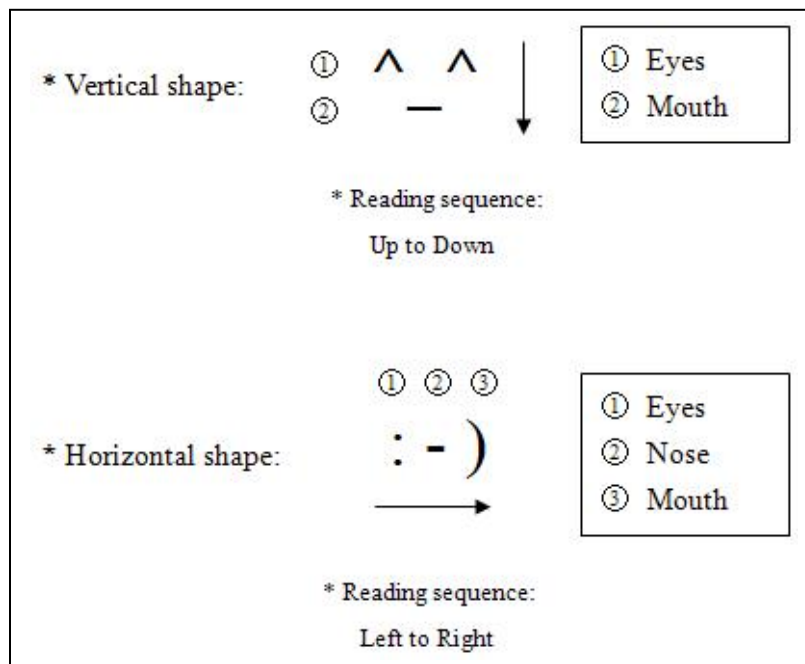 * Vertical shape:
① ^ ^
② _
① Eyes
② Mouth
* Reading sequence:
Up to Down
* Horizontal shape:
① ② ③
: - )
① Eyes
② Nose
③ Mouth
* Reading sequence:
Left to Right